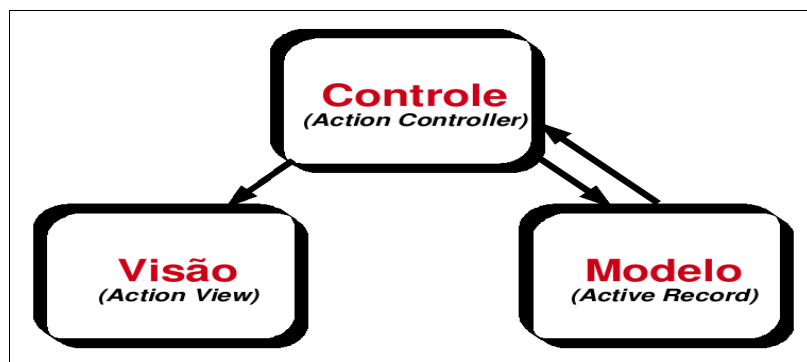 Controle
(Action Controller)
Visão
(Action View)
Modelo
(Active Record)